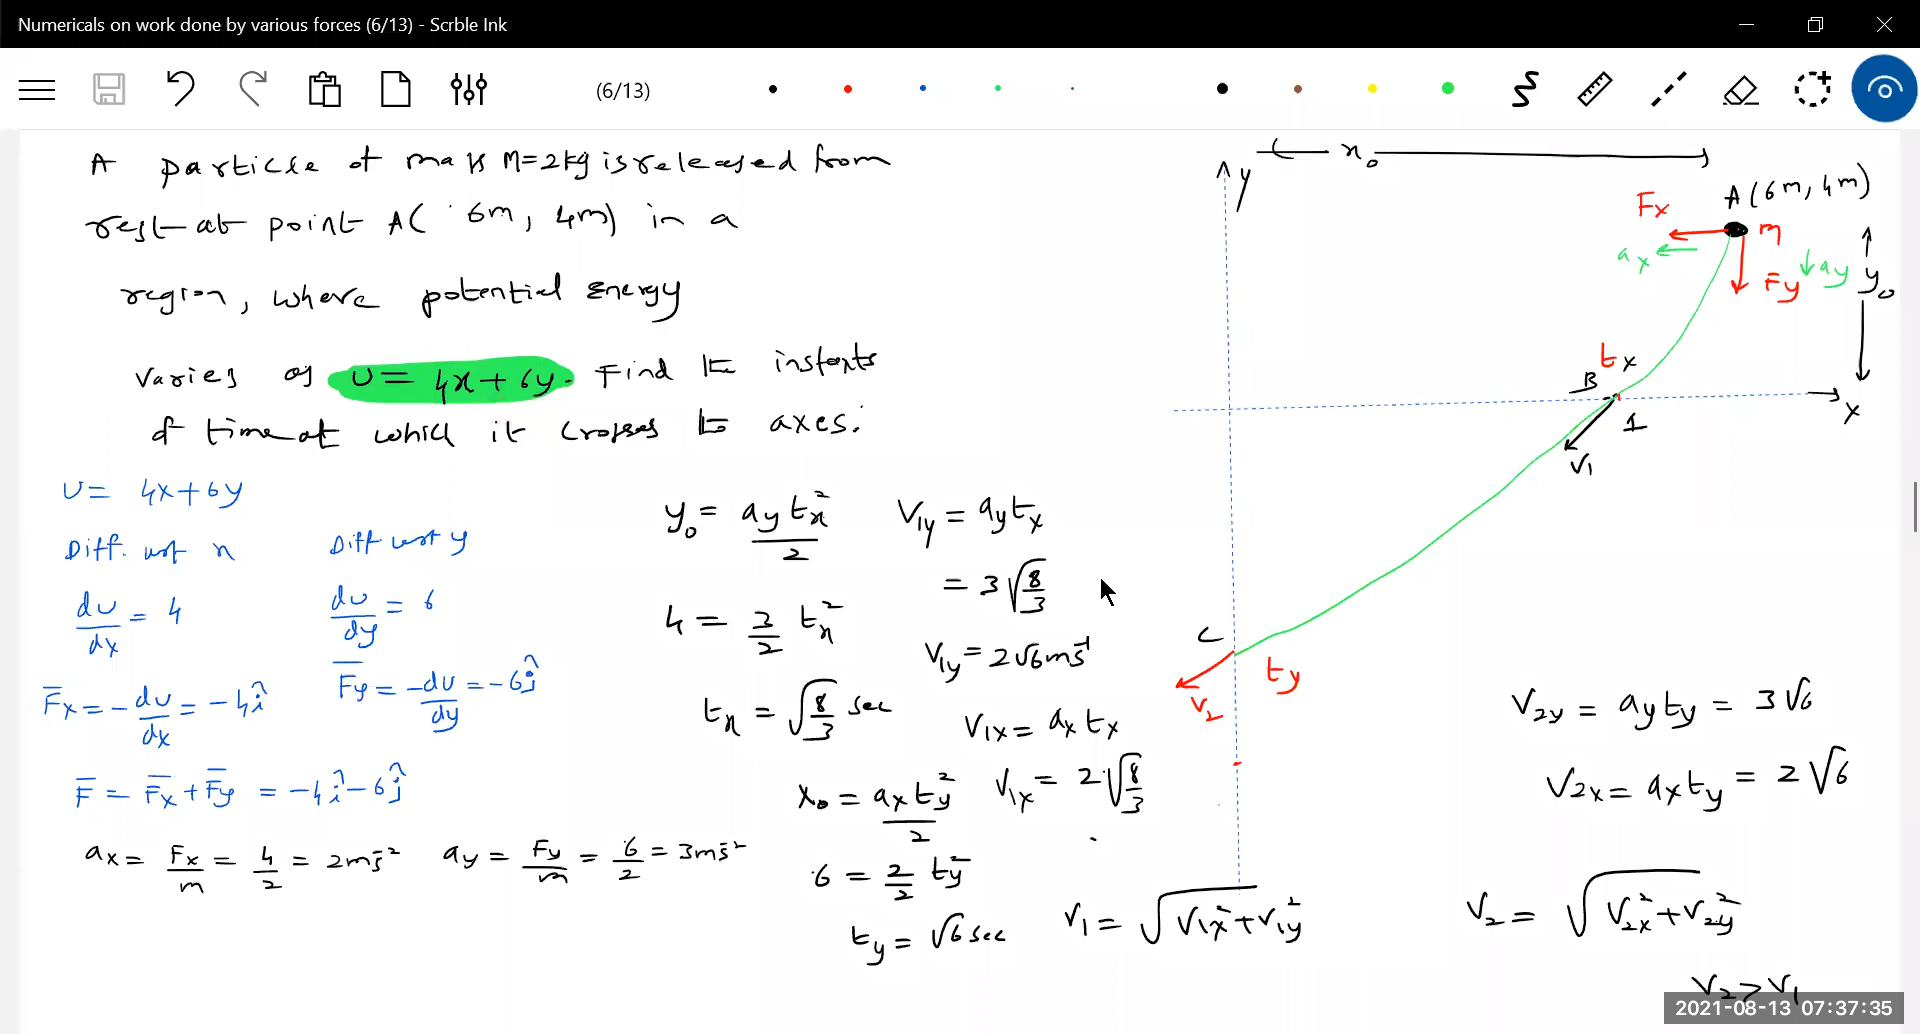 Numericals on work done by various forces (6/13) - Scrble Ink
(6/13)
A particle of mass M=2kg is released from
rest at point A( 6m, 4m) in a
region, where potential energy
varies as U= 4x+6y. Find the instants
of time at which it crosses the axes.
U= 4x+6y
Diff. wrt x
Diff wrt y
du/dx = 4
du/dy = 6
F̅x = -du/dx = -4î
F̅y = -du/dy = -6ĵ
F̅ = F̅x+F̅y = -4î-6ĵ
ax = Fx/m = 4/2 = 2ms⁻²
ay = Fy/m = 6/2 = 3ms⁻²
y₀ = ay tx²/2
4 = 3/2 tx²
tx = √(8/3) sec
x₀ = ax ty²/2
6 = 2/2 ty²
ty = √6 sec
V1y = ay tx
= 3√(8/3)
V1y = 2√6 ms⁻¹
V1x = ax tx
V1x = 2√(8/3)
V1 = √(V1x²+V1y²)
x₀
y
A(6m, 4m)
Fx
m
ax
Fy
ay
y₀
tx
B
x
1
V1
C
ty
V2
V2y = ay ty = 3√6
V2x = ax ty = 2√6
V2 = √(V2x²+V2y²)
V2>V1
2021-08-13 07:37:35